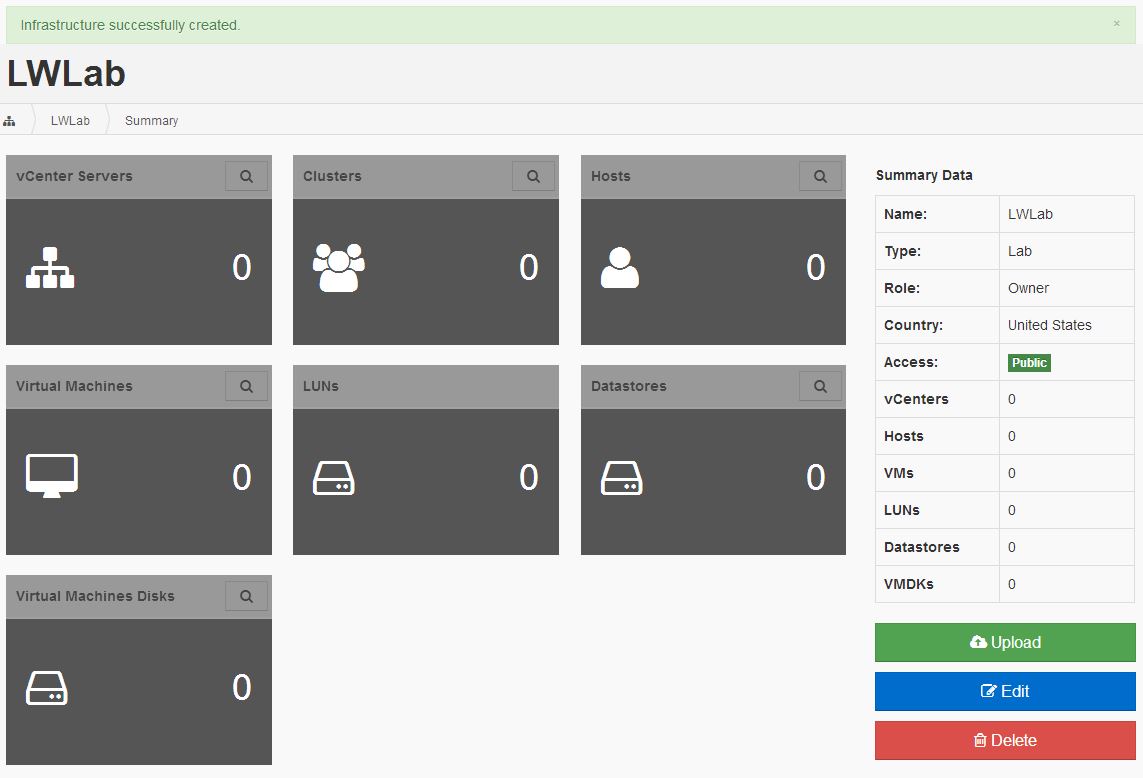 Infrastructure successfully created.
×
LWLab
LWLab
Summary
vCenter Servers
0
Clusters
0
Hosts
0
Virtual Machines
0
LUNs
0
Datastores
0
Virtual Machines Disks
0
Summary Data
Name: LWLab
Type: Lab
Role: Owner
Country: United States
Access: Public
vCenters 0
Hosts 0
VMs 0
LUNs 0
Datastores 0
VMDKs 0
Upload
Edit
Delete